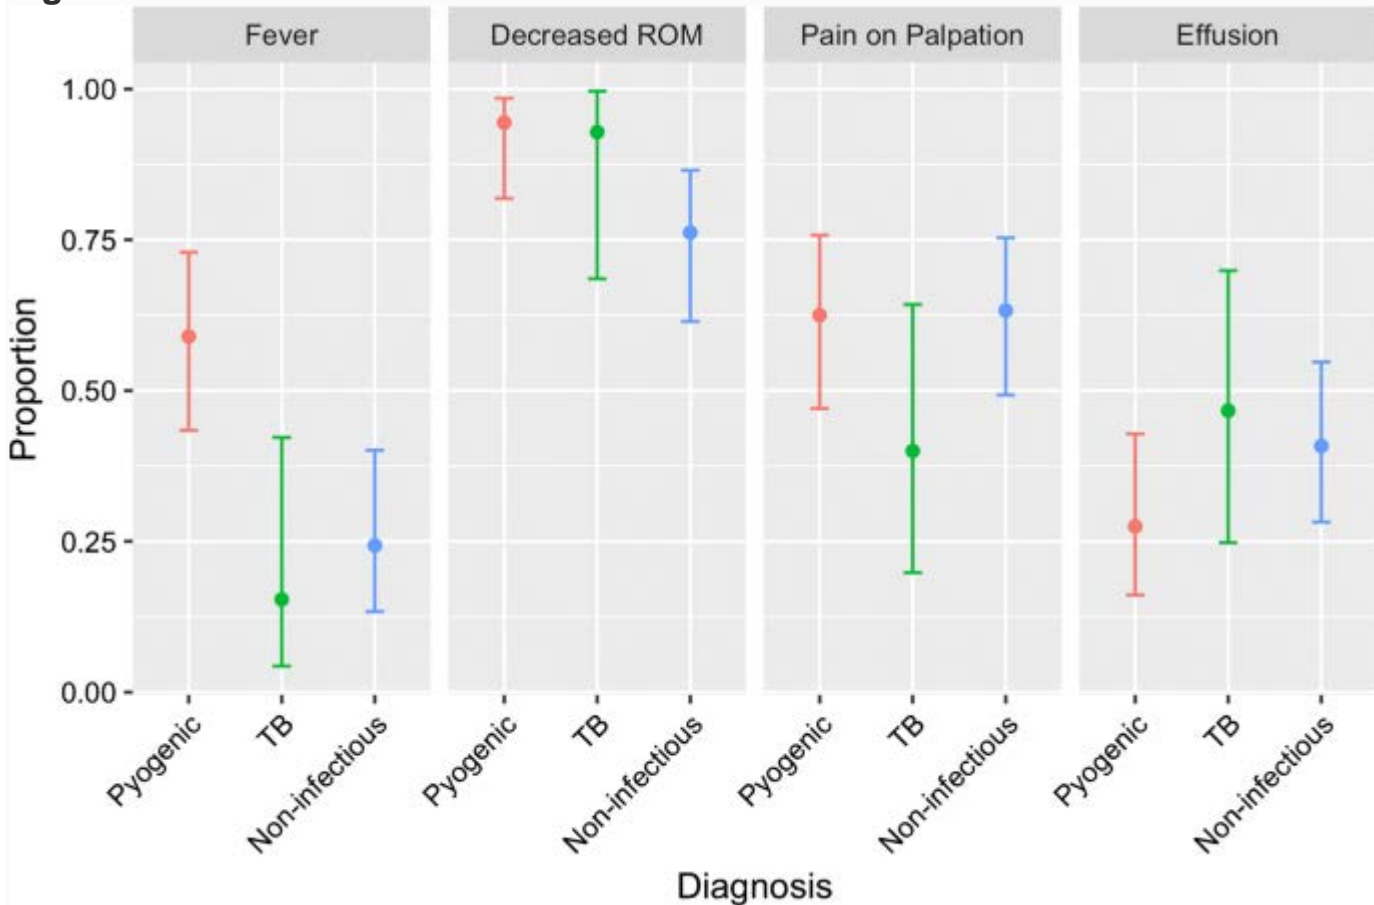 Fever
Decreased ROM
Pain on Palpation
Effusion
Proportion
1.00
0.75
0.50
0.25
0.00
Pyogenic
TB
Non-infectious
Pyogenic
TB
Non-infectious
Pyogenic
TB
Non-infectious
Pyogenic
TB
Non-infectious
Diagnosis